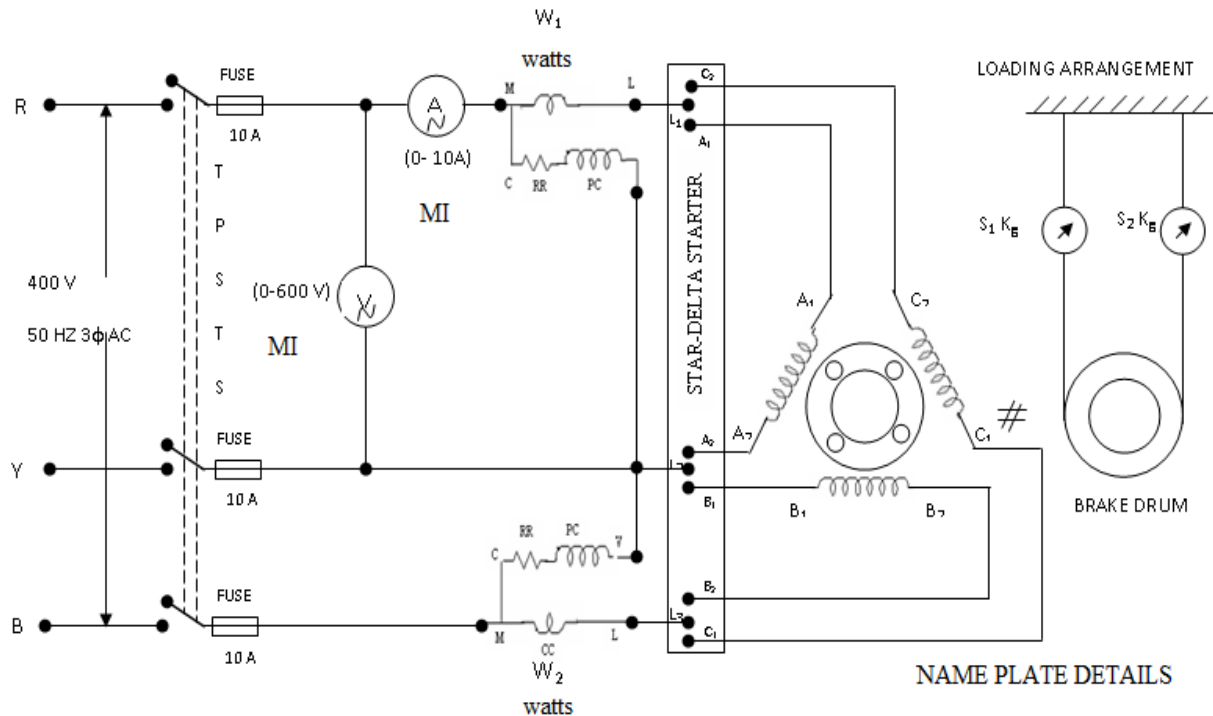 W1
watts
FUSE
C2
LOADING ARRANGEMENT
R
A
M
L
L1
A1
10 A
(0- 10A)
C
RR
PC
MI
T
P
S
T
S
STAR-DELTA STARTER
S1 Kg
S2 Kg
400 V
(0-600 V)
V
50 HZ 3ϕ AC
MI
A1
C2
#
A2
C1
FUSE
A2
L2
Y
10 A
B1
B1
B2
BRAKE DRUM
RR
PC
C
V
FUSE
B2
L3
B
M
CC
L
C1
10 A
W2
watts
NAME PLATE DETAILS